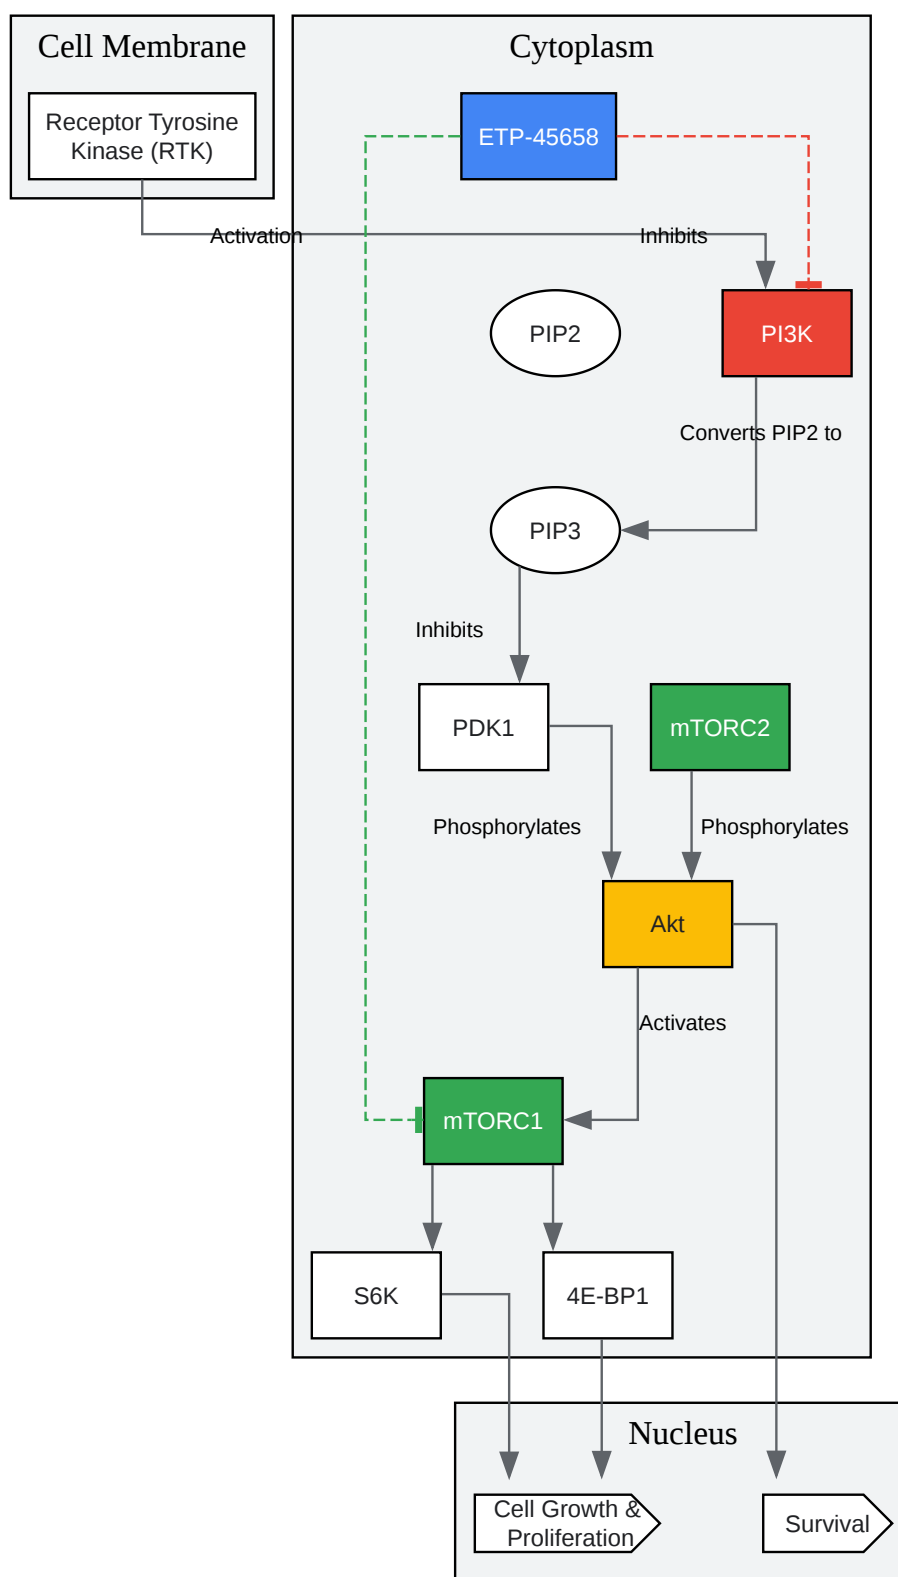 Cell Membrane
Cytoplasm
Receptor Tyrosine
Kinase (RTK)
ETP-45658
Activation
Inhibits
PIP2
PI3K
Converts PIP2 to
PIP3
Inhibits
PDK1
mTORC2
Phosphorylates
Phosphorylates
Akt
Activates
mTORC1
S6K
4E-BP1
Nucleus
Cell Growth &
Proliferation
Survival